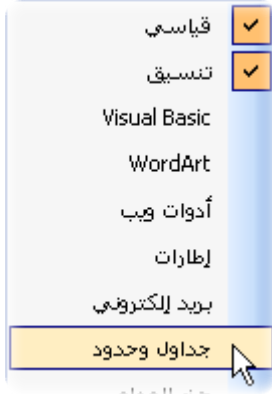 قياسي
تنسيق
Visual Basic
WordArt
أدوات ويب
إطارات
بريد إلكتروني
جداول وحدود